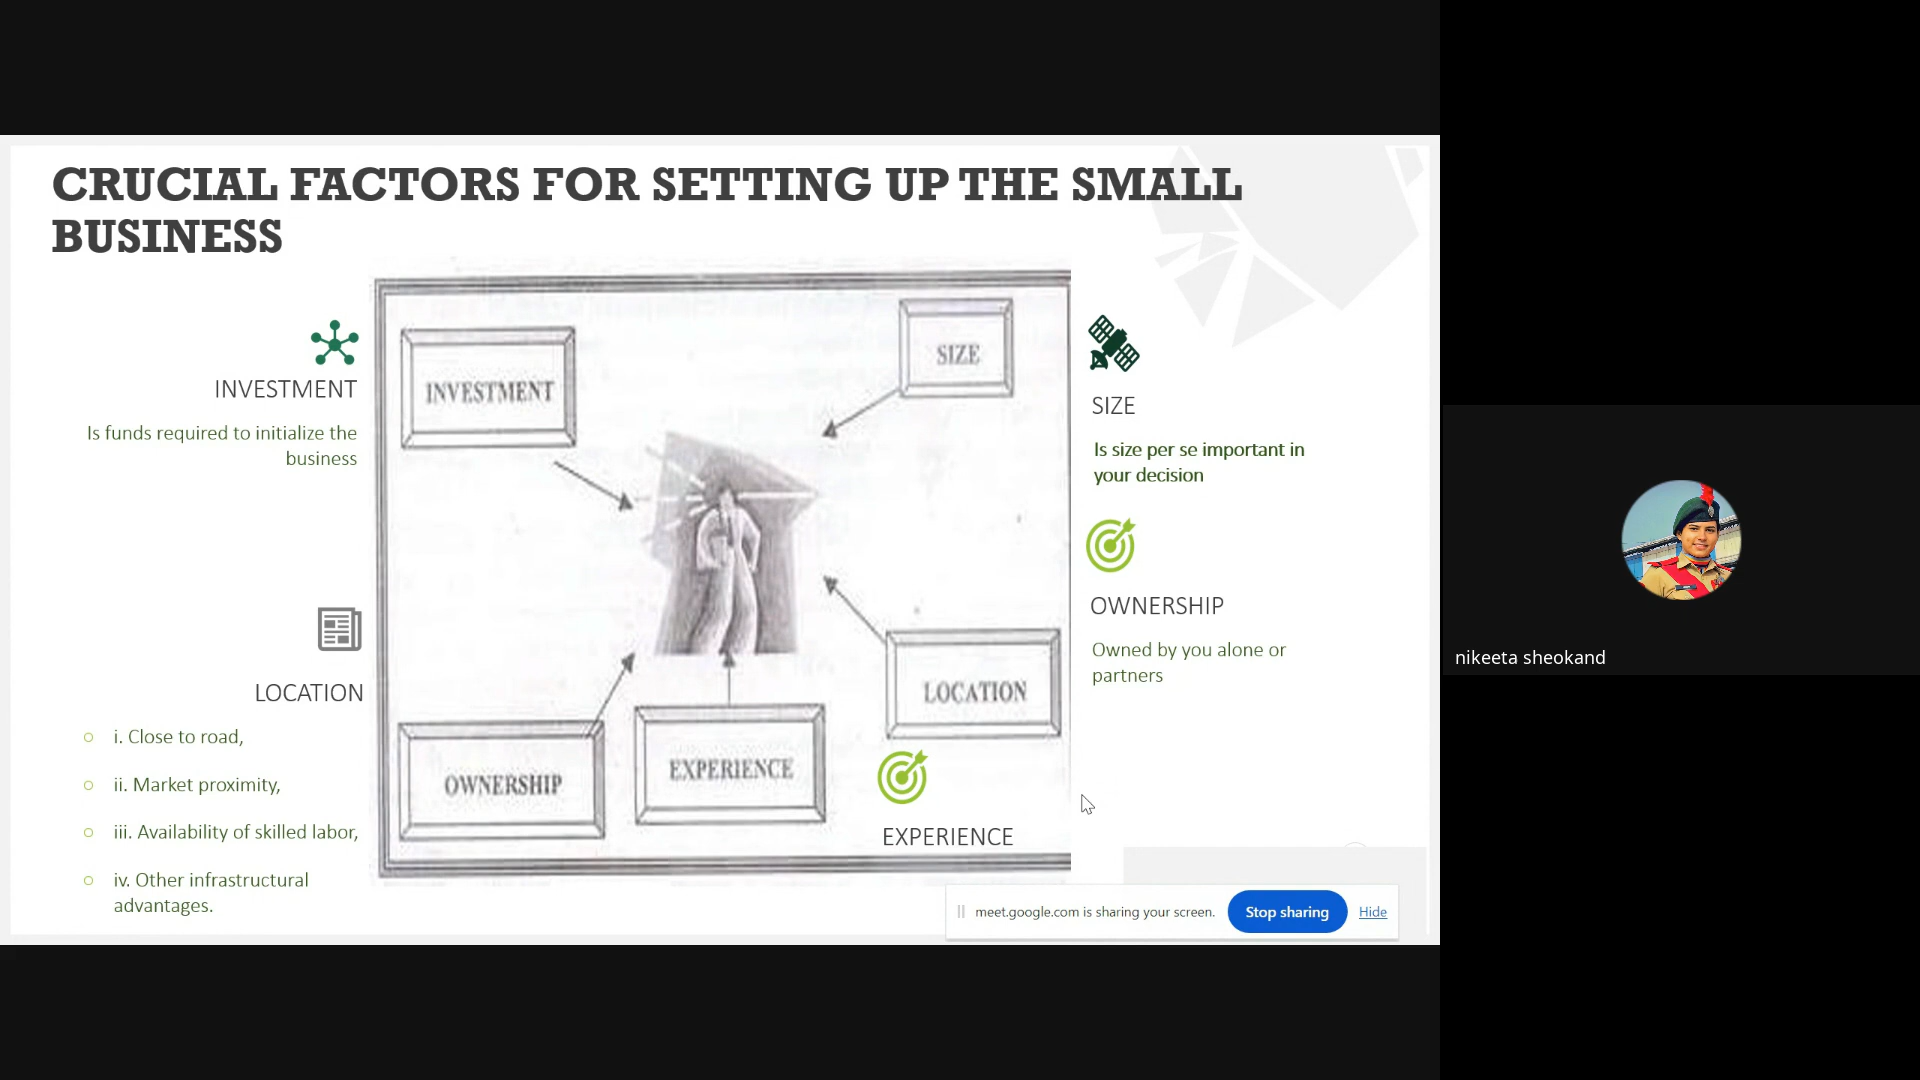 CRUCIAL FACTORS FOR SETTING UP THE SMALL
BUSINESS
INVESTMENT
Is funds required to initialize the
business
LOCATION
i. Close to road,
ii. Market proximity,
iii. Availability of skilled labor,
iv. Other infrastructural
advantages.
INVESTMENT
SIZE
LOCATION
OWNERSHIP
EXPERIENCE
EXPERIENCE
SIZE
Is size per se important in
your decision
OWNERSHIP
Owned by you alone or
partners
meet.google.com is sharing your screen.
Stop sharing
Hide
nikeeta sheokand